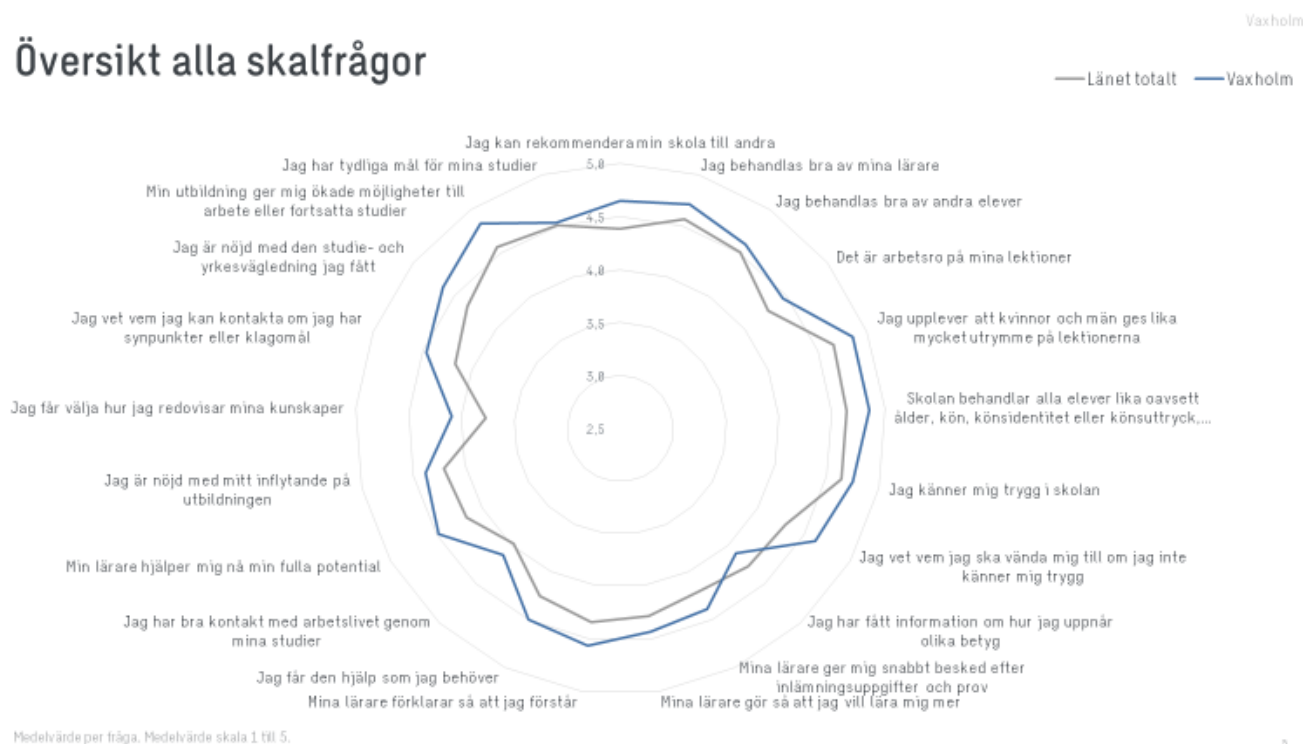 Vaxholm
Översikt alla skalfrågor
Länet totalt
Vaxholm
Jag kan rekommendera min skola till andra
Jag har tydliga mål för mina studier
5,0
Jag behandlas bra av mina lärare
Min utbildning ger mig ökade möjligheter till
arbete eller fortsatta studier
Jag behandlas bra av andra elever
4,5
Jag är nöjd med den studie- och
yrkesvägledning jag fått
Det är arbetsro på mina lektioner
4,0
Jag vet vem jag kan kontakta om jag har
synpunkter eller klagomål
3,5
Jag upplever att kvinnor och män ges lika
mycket utrymme på lektionerna
3,0
Jag får välja hur jag redovisar mina kunskaper
Skolan behandlar alla elever lika oavsett
ålder, kön, könsidentitet eller könsuttryck,...
2,5
Jag är nöjd med mitt inflytande på
utbildningen
Jag känner mig trygg i skolan
Min lärare hjälper mig nå min fulla potential
Jag vet vem jag ska vända mig till om jag inte
känner mig trygg
Jag har bra kontakt med arbetslivet genom
mina studier
Jag har fått information om hur jag uppnår
olika betyg
Jag får den hjälp som jag behöver
Mina lärare ger mig snabbt besked efter
inlämningsuppgifter och prov
Mina lärare förklarar så att jag förstår
Mina lärare gör så att jag vill lära mig mer
Medelvärde per fråga. Medelvärde skala 1 till 5.